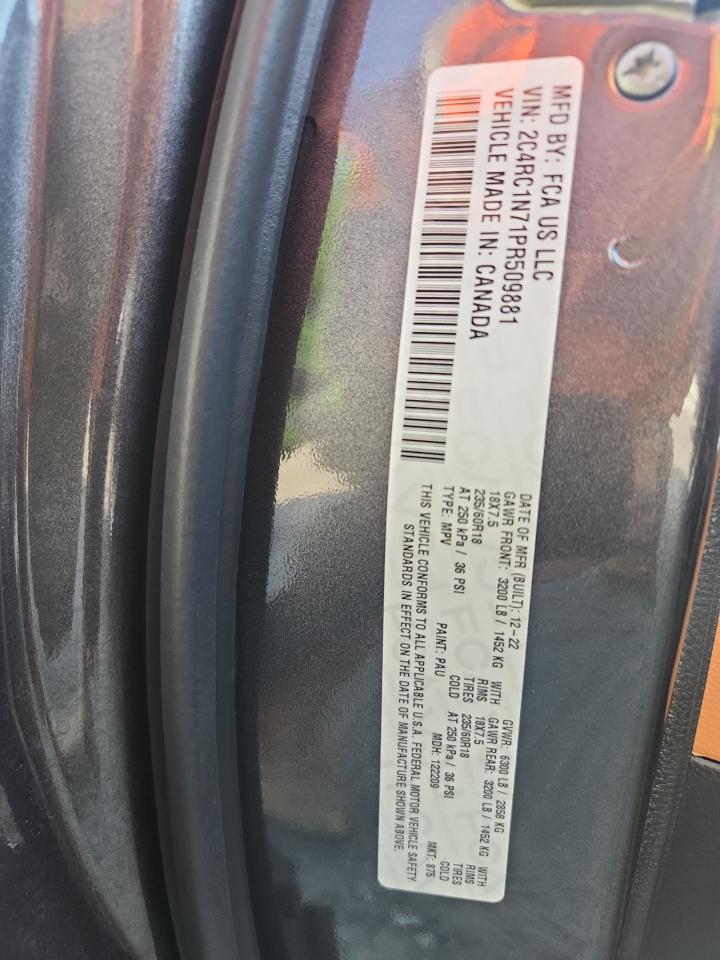 MFD BY: FCA US LLC
VIN: 2C4RC1N71PR509881
VEHICLE MADE IN: CANADA
DATE OF MFR (BUILT): 12-22 GVWR: 6300 LB / 2858 KG
GAWR FRONT: 3200 LB / 1452 KG WITH GAWR REAR: 3200 LB / 1452 KG WITH
18X7.5 RIMS 18X7.5 RIMS
235/60R18 TIRES 235/60R18 TIRES
AT 250 kPa / 36 PSI COLD AT 250 kPa / 36 PSI COLD
TYPE: MPV PAINT: PAU MDH: 122209 MKT: 875
THIS VEHICLE CONFORMS TO ALL APPLICABLE U.S.A. FEDERAL MOTOR VEHICLE SAFETY
STANDARDS IN EFFECT ON THE DATE OF MANUFACTURE SHOWN ABOVE.